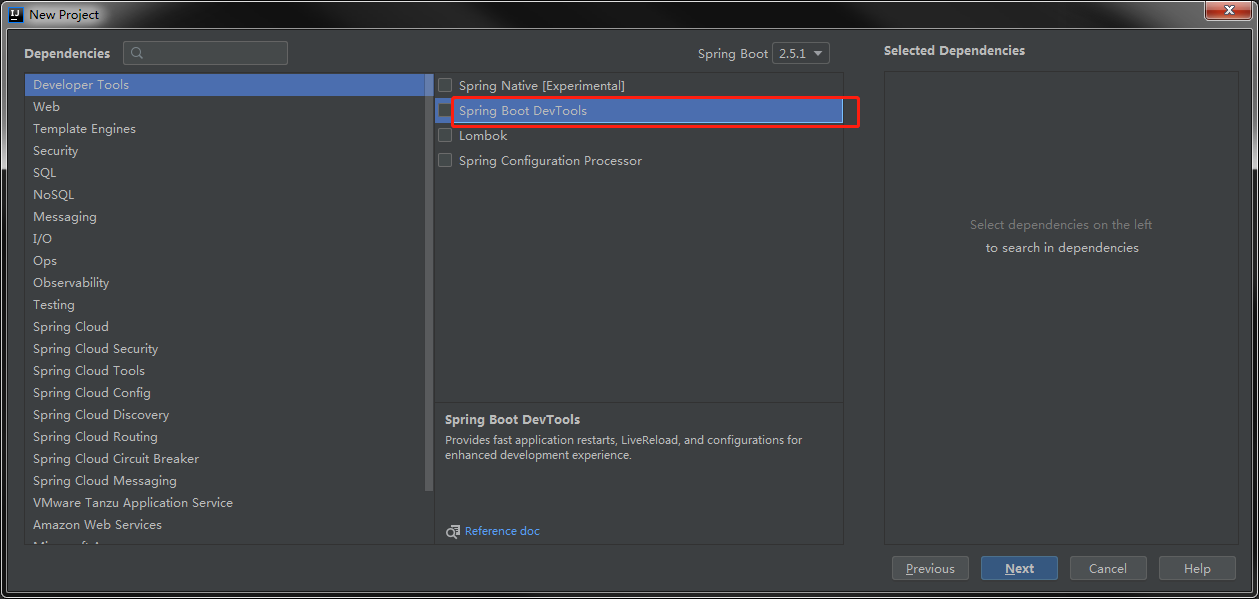 New Project
Dependencies
Spring Boot 2.5.1
Selected Dependencies
Developer Tools
Web
Template Engines
Security
SQL
NoSQL
Messaging
I/O
Ops
Observability
Testing
Spring Cloud
Spring Cloud Security
Spring Cloud Tools
Spring Cloud Config
Spring Cloud Discovery
Spring Cloud Routing
Spring Cloud Circuit Breaker
Spring Cloud Messaging
VMware Tanzu Application Service
Amazon Web Services
Spring Native [Experimental]
Spring Boot DevTools
Lombok
Spring Configuration Processor
Spring Boot DevTools
Provides fast application restarts, LiveReload, and configurations for
enhanced development experience.
Reference doc
Select dependencies on the left
to search in dependencies
Previous
Next
Cancel
Help